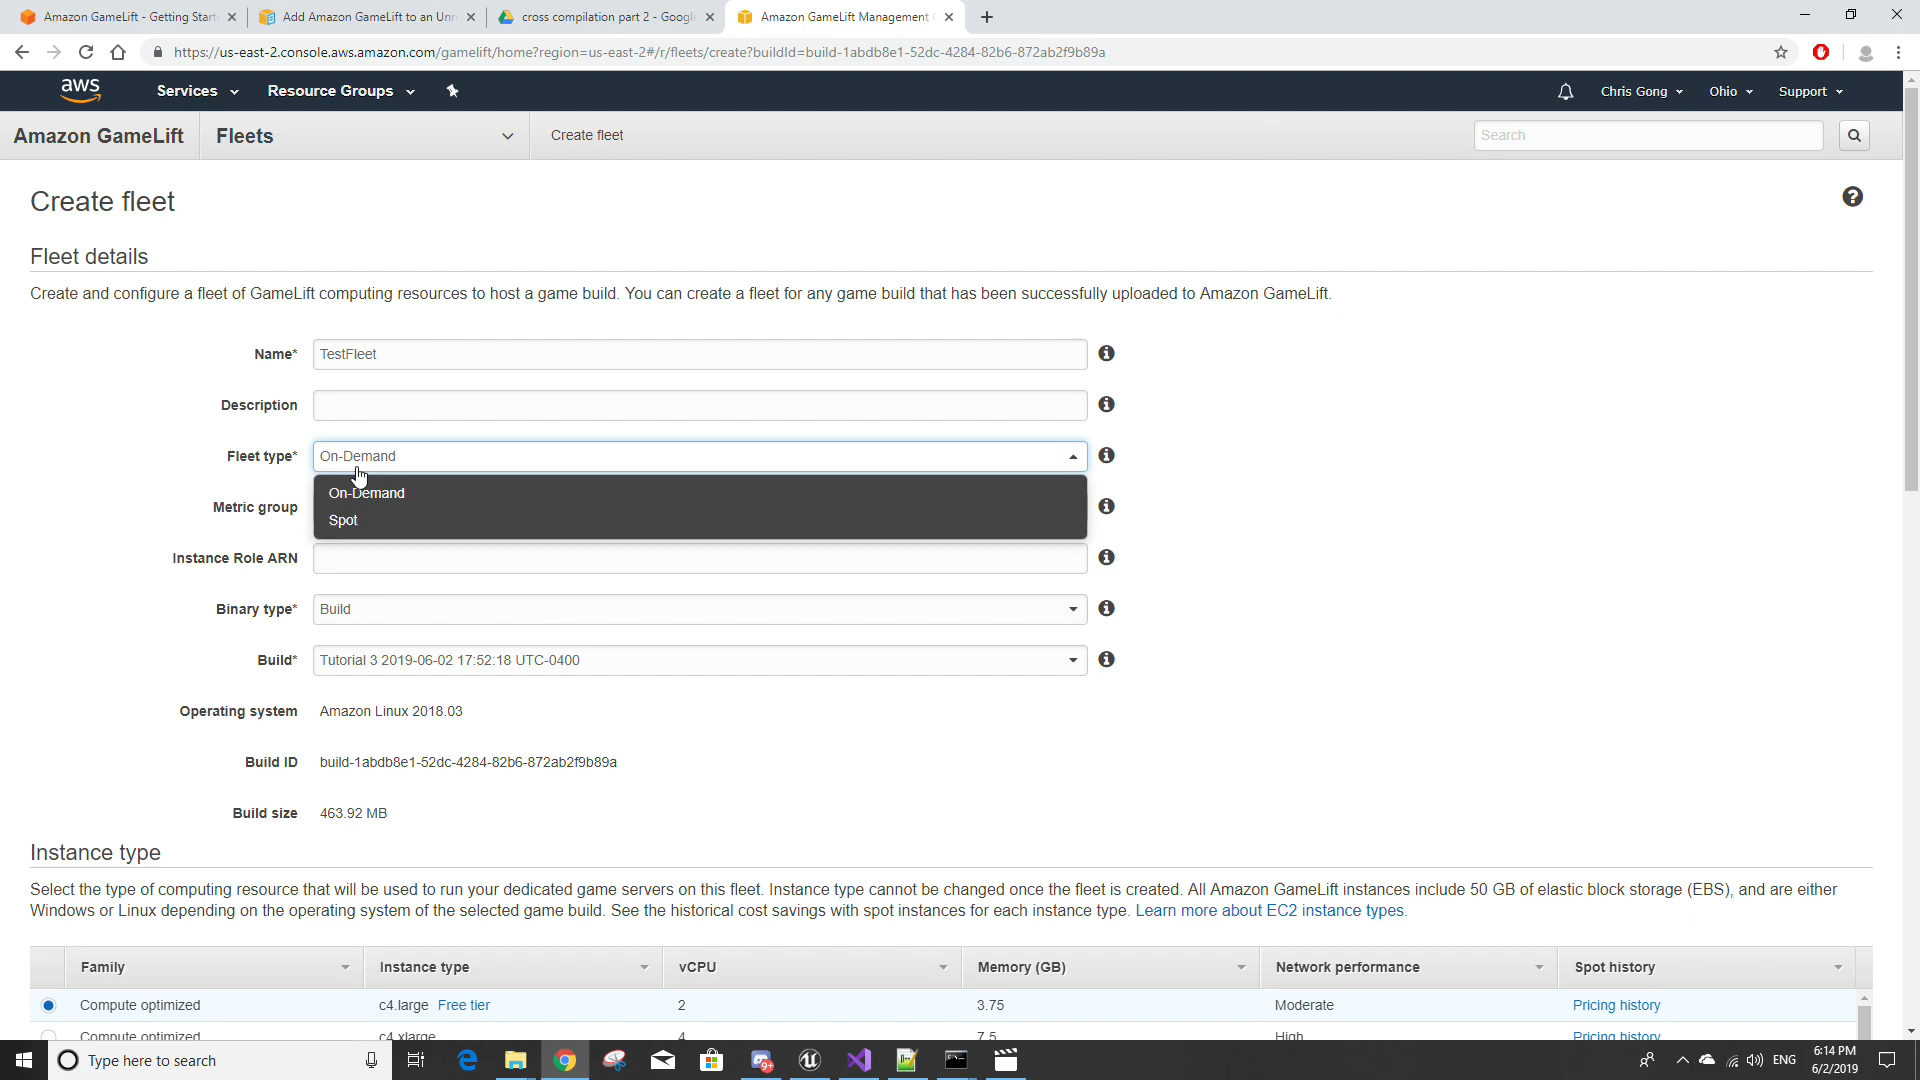 Amazon GameLift - Getting Start
Add Amazon GameLift to an Unr
cross compilation part 2 - Googl
Amazon GameLift Management
https://us-east-2.console.aws.amazon.com/gamelift/home?region=us-east-2#/r/fleets/create?buildId=build-1abdb8e1-52dc-4284-82b6-872ab2f9b89a
aws
Services
Resource Groups
Chris Gong
Ohio
Support
Amazon GameLift
Fleets
Create fleet
Search
Create fleet
Fleet details
Create and configure a fleet of GameLift computing resources to host a game build. You can create a fleet for any game build that has been successfully uploaded to Amazon GameLift.
Name* TestFleet
Description
Fleet type* On-Demand
On-Demand
Metric group
Spot
Instance Role ARN
Binary type* Build
Build* Tutorial 3 2019-06-02 17:52:18 UTC-0400
Operating system Amazon Linux 2018.03
Build ID build-1abdb8e1-52dc-4284-82b6-872ab2f9b89a
Build size 463.92 MB
Instance type
Select the type of computing resource that will be used to run your dedicated game servers on this fleet. Instance type cannot be changed once the fleet is created. All Amazon GameLift instances include 50 GB of elastic block storage (EBS), and are either
Windows or Linux depending on the operating system of the selected game build. See the historical cost savings with spot instances for each instance type. Learn more about EC2 instance types.
Family Instance type vCPU Memory (GB) Network performance Spot history
Compute optimized c4.large Free tier 2 3.75 Moderate Pricing history
Compute optimized c4.xlarge 4 7.5 High Pricing history
Type here to search
9+
ENG
6:14 PM
6/2/2019